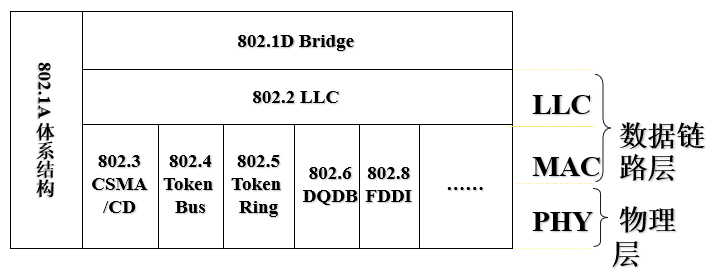 802.1A 体系结构
802.1D Bridge
802.2 LLC
802.3
CSMA
/CD
802.4
Token
Bus
802.5
Token
Ring
802.6
DQDB
802.8
FDDI
……
LLC
MAC
PHY
数据链
路层
物理
层